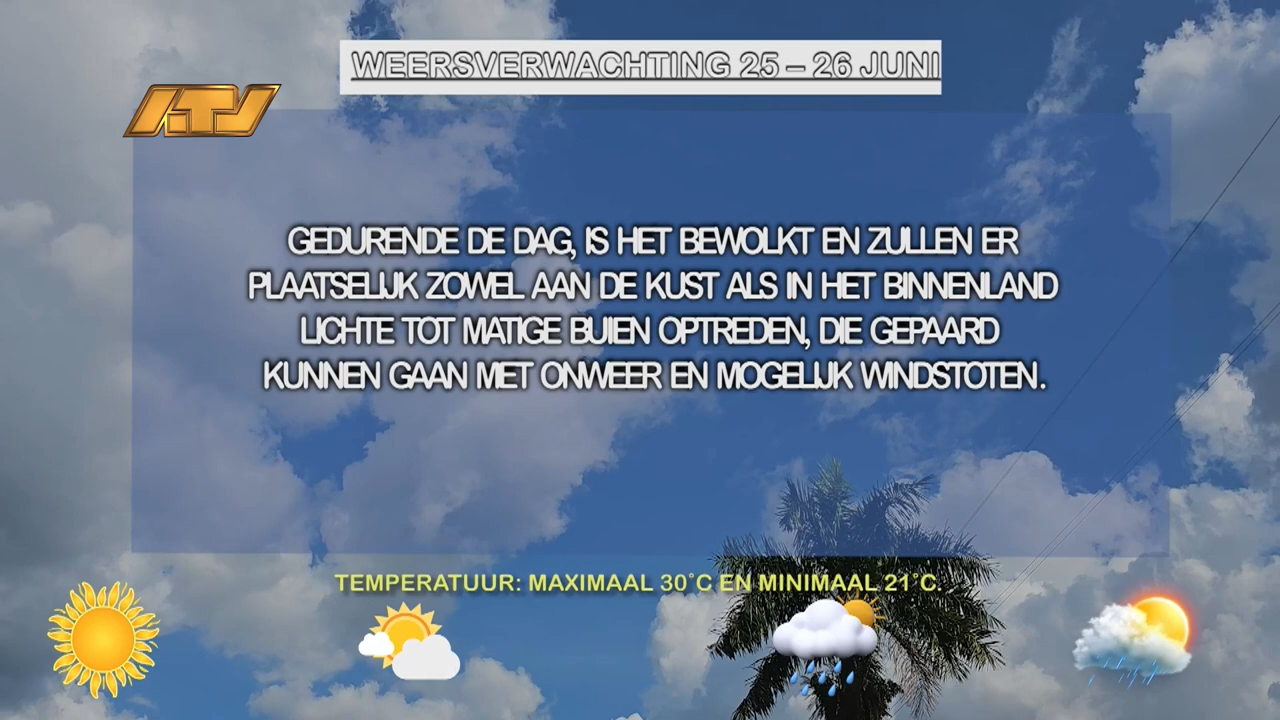 WEERSVERWACHTING 25 – 26 JUNI
ATV
GEDURENDE DE DAG, IS HET BEWOLKT EN ZULLEN ER
PLAATSELIJK ZOWEL AAN DE KUST ALS IN HET BINNENLAND
LICHTE TOT MATIGE BUIEN OPTREDEN, DIE GEPAARD
KUNNEN GAAN MET ONWEER EN MOGELIJK WINDSTOTEN.
TEMPERATUUR: MAXIMAAL 30°C EN MINIMAAL 21°C.